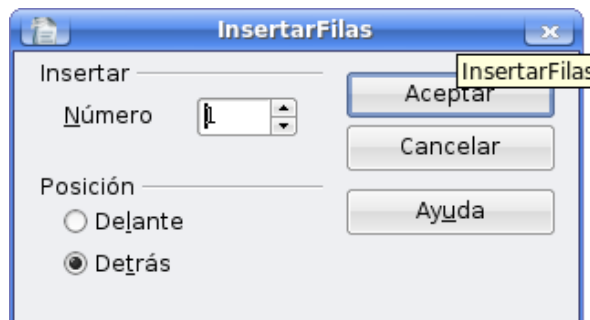 InsertarFilas
InsertarFilas
Insertar
Número
1
Aceptar
Cancelar
Posición
Delante
Detrás
Ayuda